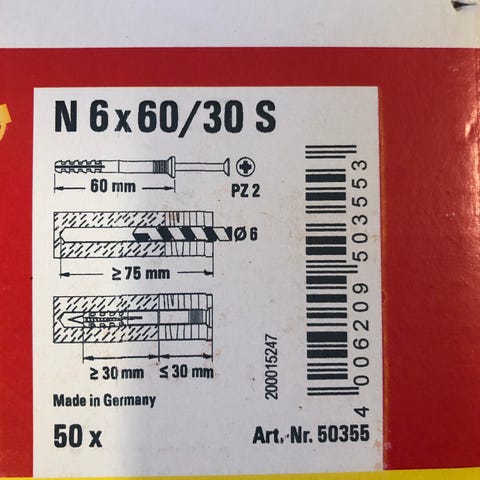 N 6 x 60/30 S
60 mm
PZ 2
Ø 6
≥ 75 mm
≥ 30 mm ≤ 30 mm
Made in Germany
50 x
200015247
4 006209 503553
Art.-Nr. 50355